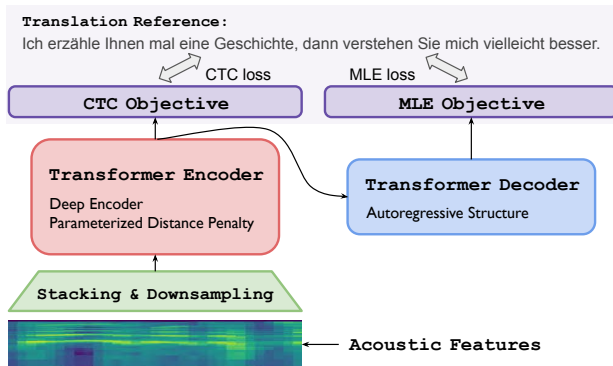 Translation Reference:
Ich erzähle Ihnen mal eine Geschichte, dann verstehen Sie mich vielleicht besser.
CTC loss
MLE loss
CTC Objective
MLE Objective
Transformer Encoder
Deep Encoder
Parameterized Distance Penalty
Transformer Decoder
Autoregressive Structure
Stacking & Downsampling
Acoustic Features